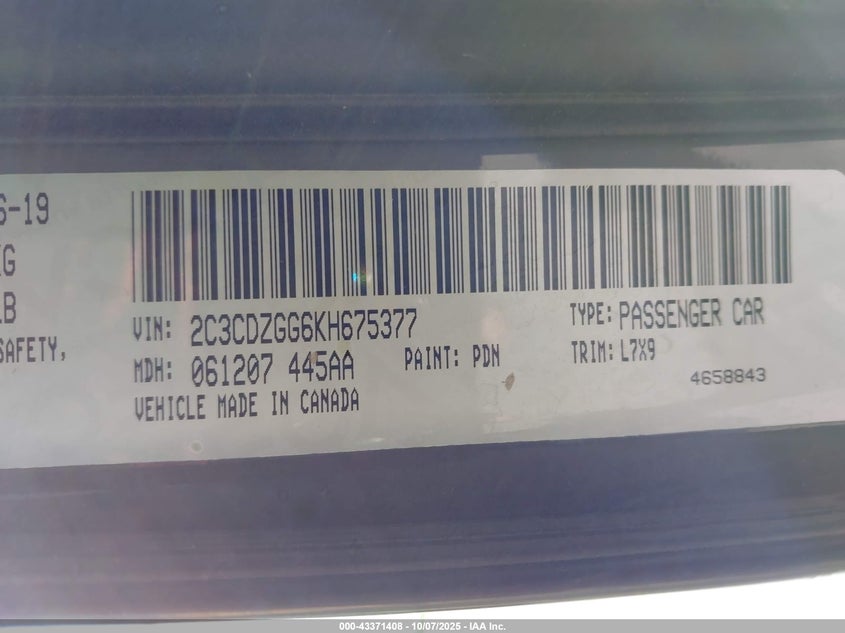 6-19
KG
LB
SAFETY,
VIN: 2C3CDZGG6KH675377
TYPE: PASSENGER CAR
MDH: 061207 445AA
PAINT: PDN
TRIM: L7X9
VEHICLE MADE IN CANADA
4658843
000-43371408 - 10/07/2025 - IAA Inc.